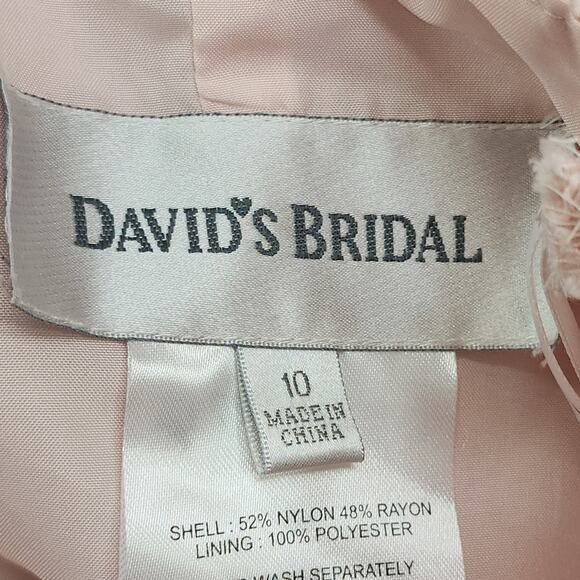 DAVID'S BRIDAL
10
MADE IN
CHINA
SHELL : 52% NYLON 48% RAYON
LINING : 100% POLYESTER
WASH SEPARATELY